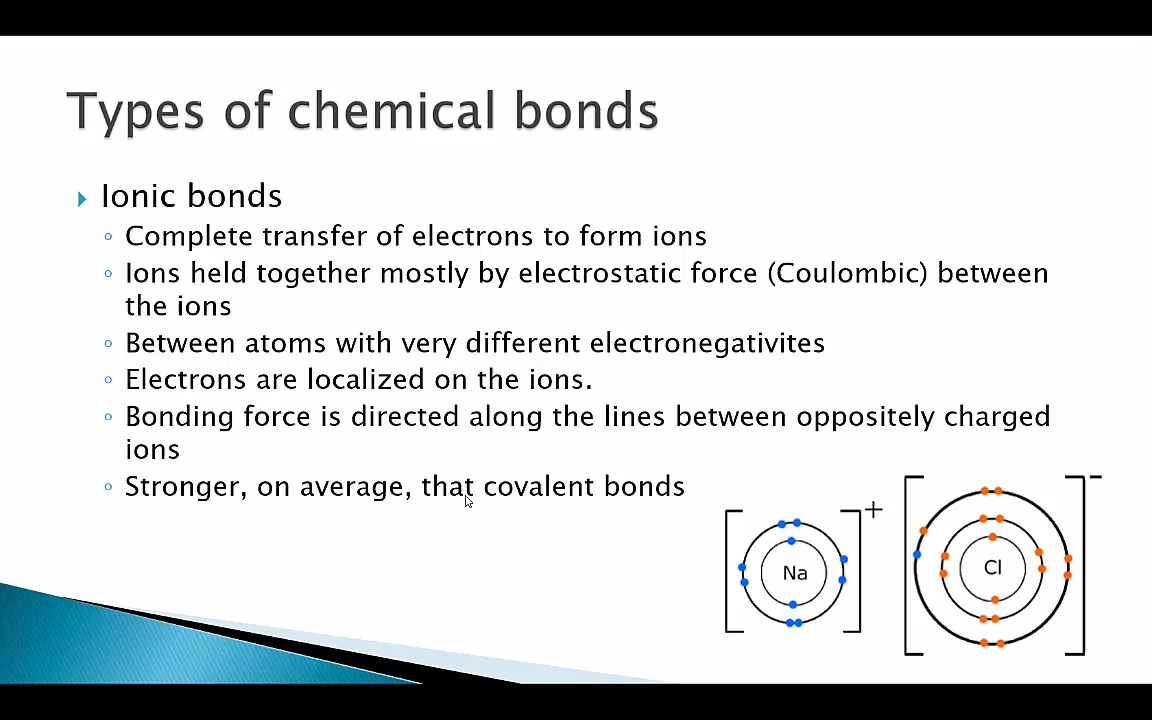 Types of chemical bonds
Ionic bonds
Complete transfer of electrons to form ions
Ions held together mostly by electrostatic force (Coulombic) between
the ions
Between atoms with very different electronegativites
Electrons are localized on the ions.
Bonding force is directed along the lines between oppositely charged
ions
Stronger, on average, that covalent bonds
Na +
Cl -